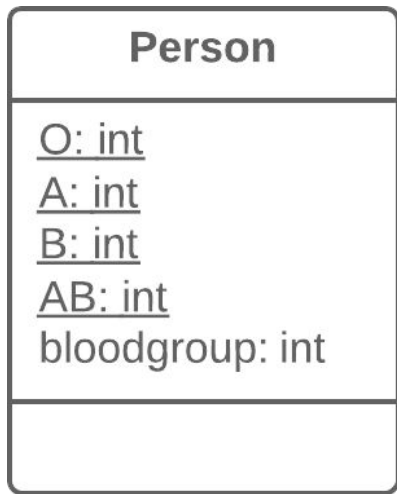 Person
O: int
A: int
B: int
AB: int
bloodgroup: int